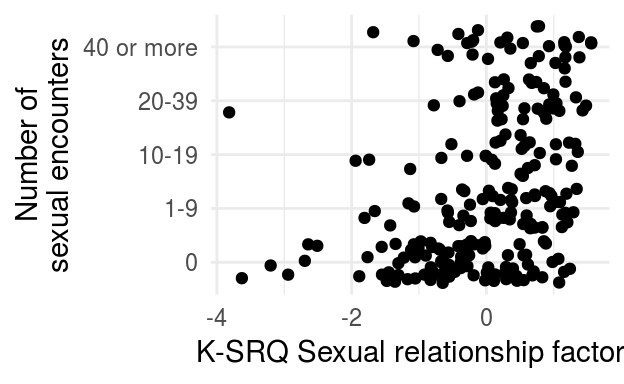 Number of
sexual encounters
40 or more
20-39
10-19
1-9
0
-4
-2
0
K-SRQ Sexual relationship factor